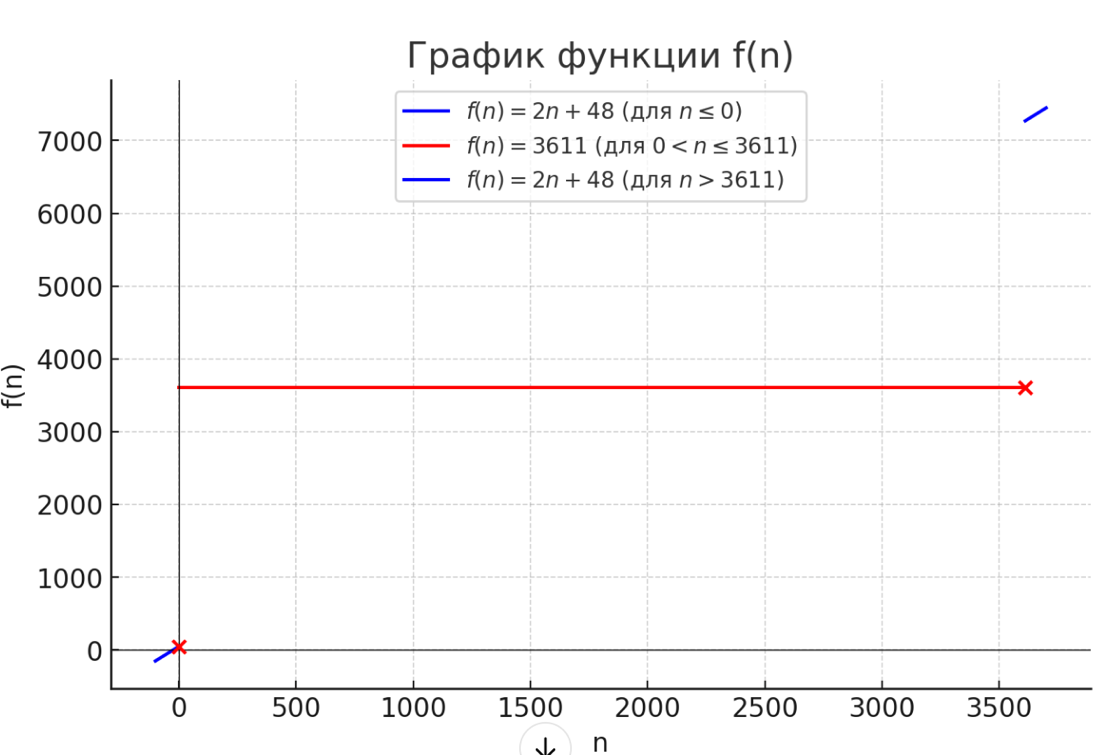 График функции f(n)
f(n) = 2n + 48 (для n ≤ 0)
f(n) = 3611 (для 0 < n ≤ 3611)
f(n) = 2n + 48 (для n > 3611)
7000
6000
5000
4000
3000
2000
1000
0
f(n)
0 500 1000 1500 2000 2500 3000 3500
n